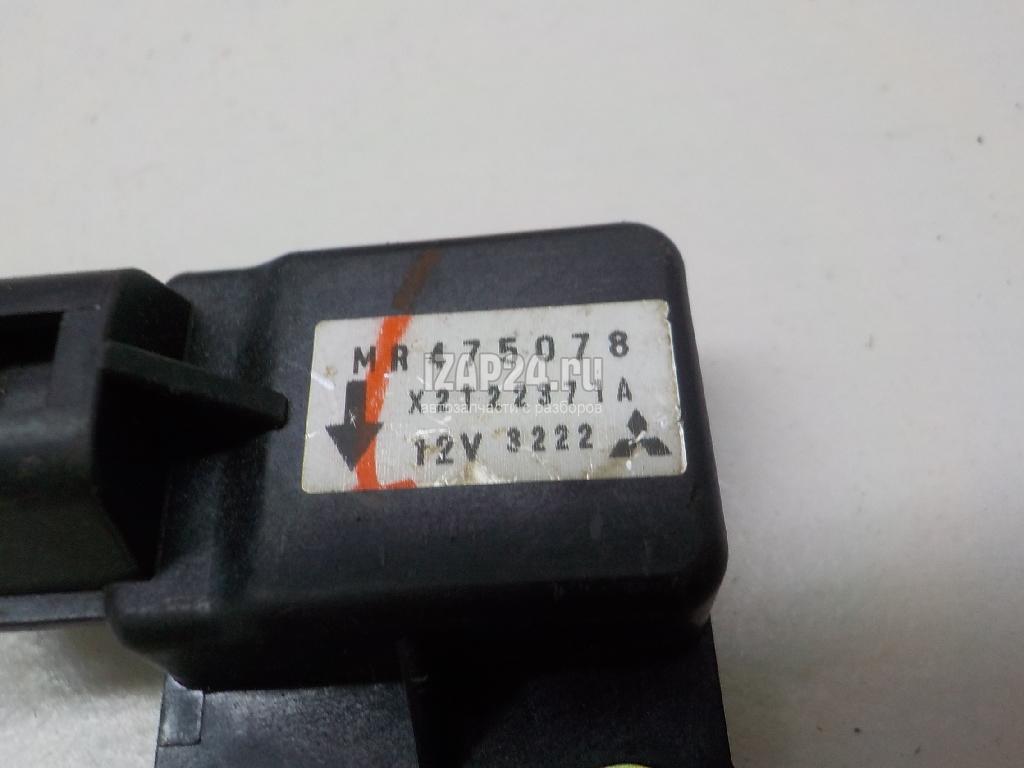 MR475078
IZAP24.ru
X2T22371A
автозапчасти с разборов
12V 3222